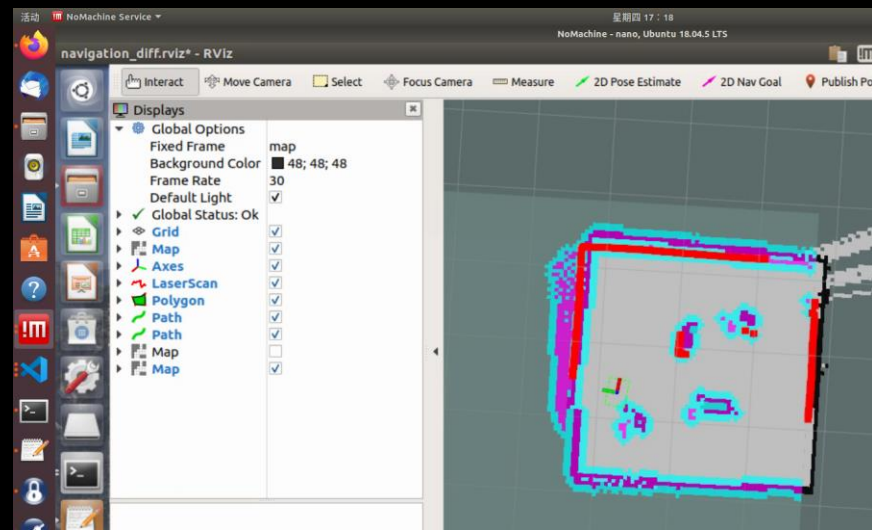 活动
NoMachine Service
星期四 17：18
NoMachine - nano, Ubuntu 18.04.5 LTS
navigation_diff.rviz* - RViz
Interact
Move Camera
Select
Focus Camera
Measure
2D Pose Estimate
2D Nav Goal
Publish Po
Displays
Global Options
Fixed Frame map
Background Color 48; 48; 48
Frame Rate 30
Default Light
Global Status: Ok
Grid
Map
Axes
LaserScan
Polygon
Path
Path
Map
Map